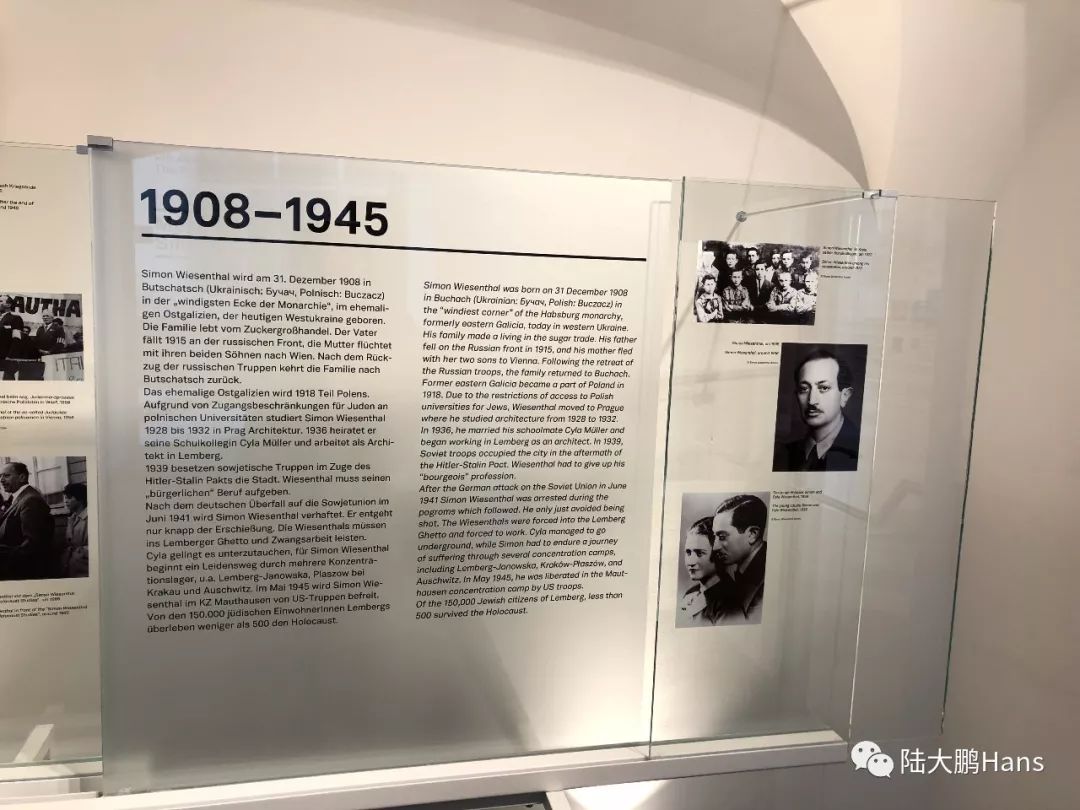 1908–1945
Simon Wiesenthal wird am 31. Dezember 1908 in
Butschatsch (Ukrainisch: Бучач, Polnisch: Buczacz)
in der „windigsten Ecke der Monarchie“, im ehemali-
gen Ostgalizien, der heutigen Westukraine geboren.
Die Familie lebt vom Zuckergroßhandel. Der Vater
fällt 1915 an der russischen Front, die Mutter flüchtet
mit ihren beiden Söhnen nach Wien. Nach dem Rück-
zug der russischen Truppen kehrt die Familie nach
Butschatsch zurück.
Das ehemalige Ostgalizien wird 1918 Teil Polens.
Aufgrund von Zugangsbeschränkungen für Juden an
polnischen Universitäten studiert Simon Wiesenthal
1928 bis 1932 in Prag Architektur. 1936 heiratet er
seine Schulkollegin Cyla Müller und arbeitet als Archi-
tekt in Lemberg.
1939 besetzen sowjetische Truppen im Zuge des
Hitler-Stalin Pakts die Stadt. Wiesenthal muss seinen
„bürgerlichen“ Beruf aufgeben.
Nach dem deutschen Überfall auf die Sowjetunion im
Juni 1941 wird Simon Wiesenthal verhaftet. Er entgeht
nur knapp der Erschießung. Die Wiesenthals müssen
ins Lemberger Ghetto und Zwangsarbeit leisten.
Cyla gelingt es unterzutauchen, für Simon Wiesenthal
beginnt ein Leidensweg durch mehrere Konzentra-
tionslager, u.a. Lemberg-Janowska, Plaszow bei
Krakau und Auschwitz. Im Mai 1945 wird Simon Wie-
senthal im KZ Mauthausen von US-Truppen befreit.
Von den 150.000 jüdischen EinwohnerInnen Lembergs
überleben weniger als 500 den Holocaust.
Simon Wiesenthal was born on 31 December 1908
in Buchach (Ukrainian: Бучач, Polish: Buczacz) in
the "windiest corner" of the Habsburg monarchy,
formerly eastern Galicia, today in western Ukraine.
His family made a living in the sugar trade. His father
fell on the Russian front in 1915, and his mother fled
with her two sons to Vienna. Following the retreat of
the Russian troops, the family returned to Buchach.
Former eastern Galicia became a part of Poland in
1918. Due to the restrictions of access to Polish
universities for Jews, Wiesenthal moved to Prague
where he studied architecture from 1928 to 1932.
In 1936, he married his schoolmate Cyla Müller and
began working in Lemberg as an architect. In 1939,
Soviet troops occupied the city in the aftermath of
the Hitler-Stalin Pact. Wiesenthal had to give up his
"bourgeois" profession.
After the German attack on the Soviet Union in June
1941 Simon Wiesenthal was arrested during the
pogroms which followed. He only just avoided being
shot. The Wiesenthals were forced into the Lemberg
Ghetto and forced to work. Cyla managed to go
underground, while Simon had to endure a journey
of suffering through several concentration camps,
including Lemberg-Janowska, Kraków-Płaszów, and
Auschwitz. In May 1945, he was liberated in the Maut-
hausen concentration camp by US troops.
Of the 150,000 Jewish citizens of Lemberg, less than
500 survived the Holocaust.
AUTHA
陆大鹏Hans